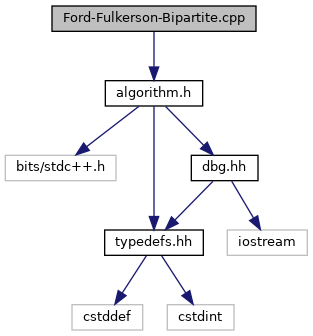 Ford-Fulkerson-Bipartite.cpp
algorithm.h
bits/stdc++.h
dbg.hh
typedefs.hh
iostream
cstddef
cstdint